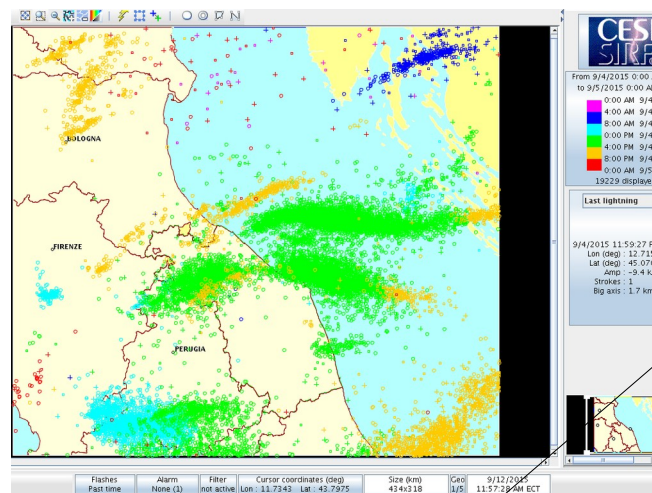 CESI
SIRF
From 9/4/2015 0:00
to 9/5/2015 0:00 A
0:00 AM 9/4
4:00 AM 9/4
8:00 AM 9/4
0:00 PM 9/4
4:00 PM 9/4
8:00 PM 9/4
0:00 AM 9/5
19229 displaye
BOLOGNA
Last lightning
FIRENZE
9/4/2015 11:59:27 P
Lon (deg) : 12.715
Lat (deg) : 45.070
Amp : -9.4 k
Strokes : 1
Big axis : 1.7 km
PERUGIA
Flashes Alarm Filter Cursor coordinates (deg) Size (km) Geo 9/12/2015
Past time None (1) not active Lon : 11.7343 Lat : 43.7975 434x318 1/5 11:57:28 AM ECT